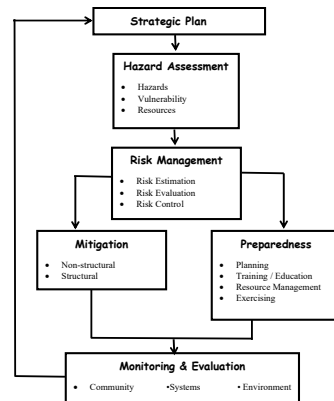 Strategic Plan
Hazard Assessment
• Hazards
• Vulnerability
• Resources
Risk Management
• Risk Estimation
• Risk Evaluation
• Risk Control
Mitigation
• Non-structural
• Structural
Preparedness
• Planning
• Training / Education
• Resource Management
• Exercising
Monitoring & Evaluation
• Community •Systems • Environment